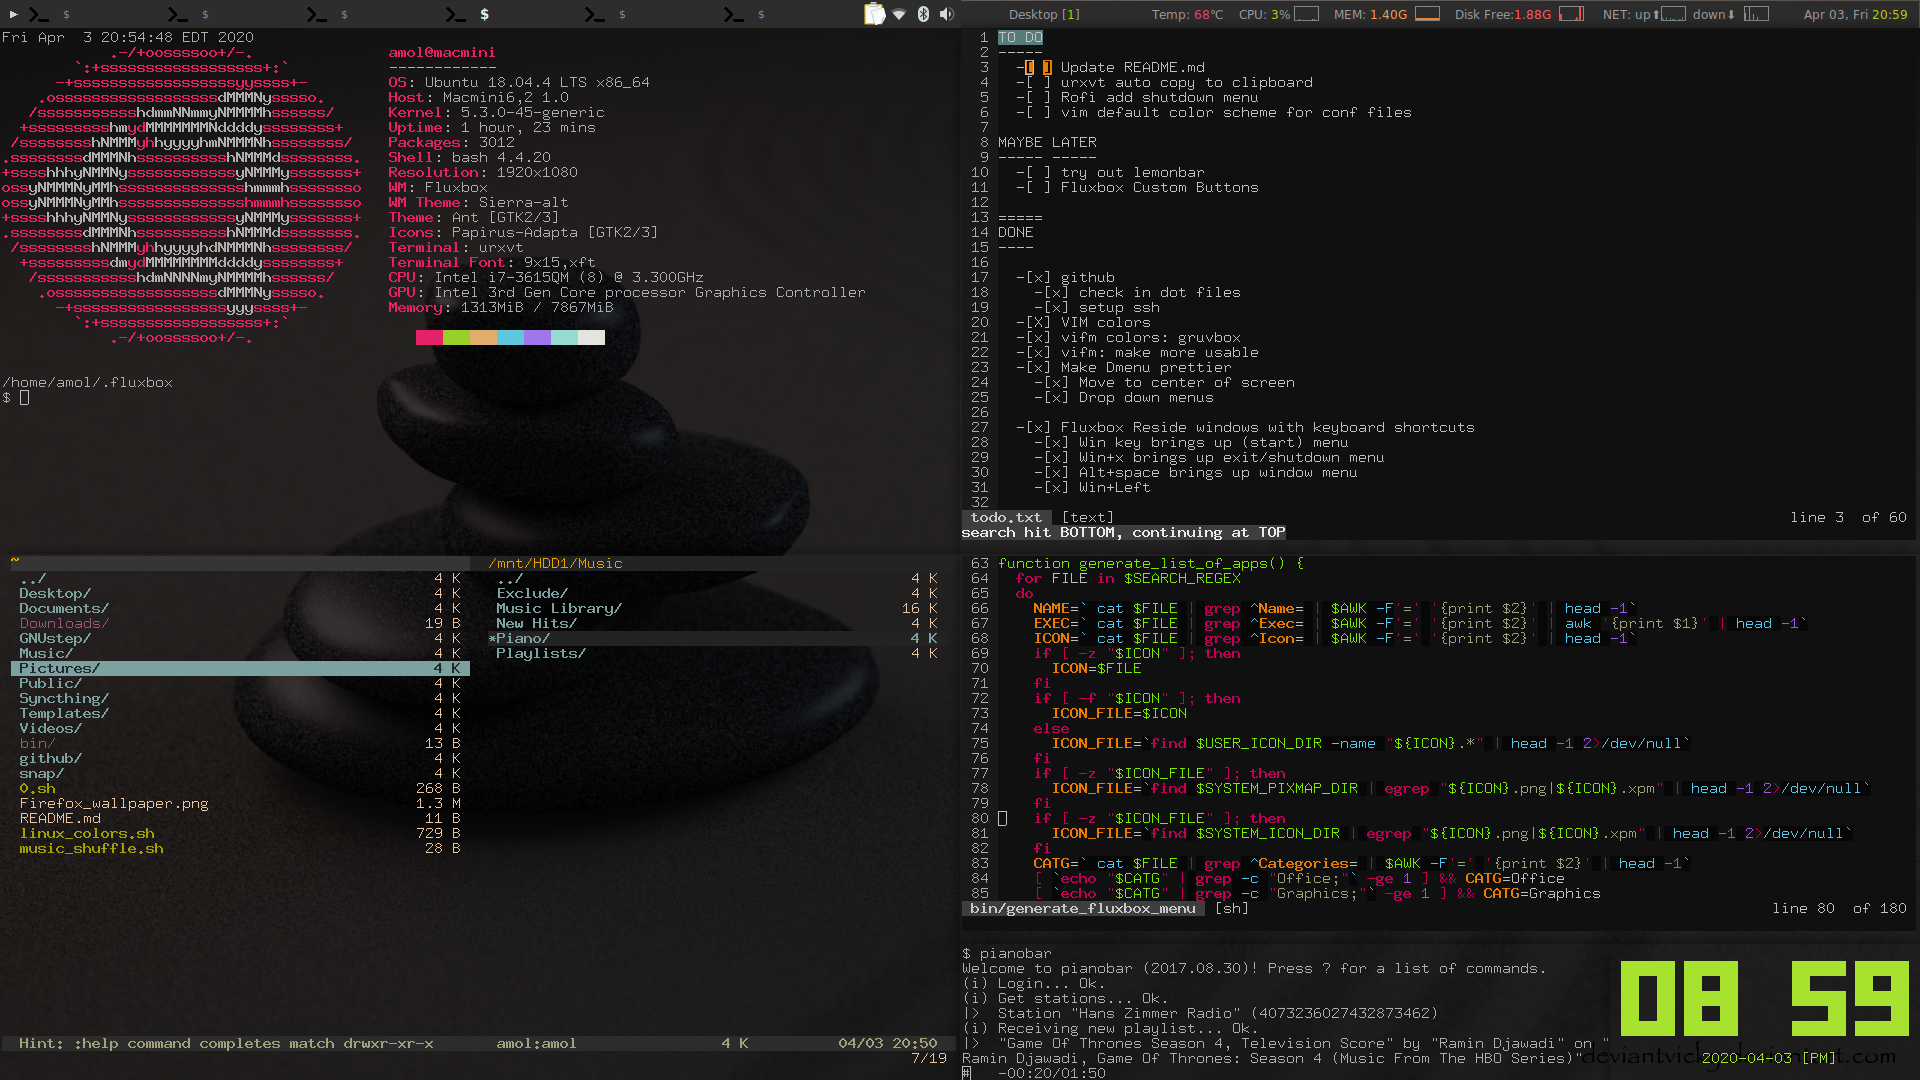 $ $ $ $ $ $
Desktop [1] Temp: 68℃ CPU: 3% MEM: 1.40G Disk Free:1.88G NET: up⬆ down⬇ Apr 03, Fri 20:59
Fri Apr  3 20:54:48 EDT 2020
amol@macmini
------------
OS: Ubuntu 18.04.4 LTS x86_64
Host: Macmini6,2 1.0
Kernel: 5.3.0-45-generic
Uptime: 1 hour, 23 mins
Packages: 3012
Shell: bash 4.4.20
Resolution: 1920x1080
WM: Fluxbox
WM Theme: Sierra-alt
Theme: Ant [GTK2/3]
Icons: Papirus-Adapta [GTK2/3]
Terminal: urxvt
Terminal Font: 9x15,xft
CPU: Intel i7-3615QM (8) @ 3.300GHz
GPU: Intel 3rd Gen Core processor Graphics Controller
Memory: 1313MiB / 7867MiB
/home/amol/.fluxbox
$
1 TO DO
2 -----
3   -[ ] Update README.md
4   -[ ] urxvt auto copy to clipboard
5   -[ ] Rofi add shutdown menu
6   -[ ] vim default color scheme for conf files
7
8 MAYBE LATER
9 ----- -----
10   -[ ] try out lemonbar
11   -[ ] Fluxbox Custom Buttons
12
13 =====
14 DONE
15 ----
16
17   -[x] github
18     -[x] check in dot files
19     -[x] setup ssh
20   -[X] VIM colors
21   -[x] vifm colors: gruvbox
22   -[x] vifm: make more usable
23   -[x] Make Dmenu prettier
24     -[x] Move to center of screen
25     -[x] Drop down menus
26
27   -[x] Fluxbox Reside windows with keyboard shortcuts
28     -[x] Win key brings up (start) menu
29     -[x] Win+x brings up exit/shutdown menu
30     -[x] Alt+space brings up window menu
31     -[x] Win+Left
32
todo.txt [text] line 3  of 60
search hit BOTTOM, continuing at TOP
~
../ 4 K
Desktop/ 4 K
Documents/ 4 K
Downloads/ 19 B
GNUstep/ 4 K
Music/ 4 K
Pictures/ 4 K
Public/ 4 K
Syncthing/ 4 K
Templates/ 4 K
Videos/ 4 K
bin/ 13 B
github/ 4 K
snap/ 4 K
0.sh 268 B
Firefox_wallpaper.png 1.3 M
README.md 11 B
linux_colors.sh 729 B
music_shuffle.sh 28 B
/mnt/HDD1/Music
../ 4 K
Exclude/ 4 K
Music Library/ 16 K
New Hits/ 4 K
*Piano/ 4 K
Playlists/ 4 K
Hint: :help command completes match drwxr-xr-x amol:amol 4 K 04/03 20:50
7/19
63 function generate_list_of_apps() {
64   for FILE in $SEARCH_REGEX
65   do
66     NAME=` cat $FILE | grep ^Name= | $AWK -F'=' '{print $2}' | head -1`
67     EXEC=` cat $FILE | grep ^Exec= | $AWK -F'=' '{print $2}' | awk '{print $1}' | head -1`
68     ICON=` cat $FILE | grep ^Icon= | $AWK -F'=' '{print $2}' | head -1`
69     if [ -z "$ICON" ]; then
70       ICON=$FILE
71     fi
72     if [ -f "$ICON" ]; then
73       ICON_FILE=$ICON
74     else
75       ICON_FILE=`find $USER_ICON_DIR -name "${ICON}.*" | head -1 2>/dev/null`
76     fi
77     if [ -z "$ICON_FILE" ]; then
78       ICON_FILE=`find $SYSTEM_PIXMAP_DIR | egrep "${ICON}.png|${ICON}.xpm" | head -1 2>/dev/null`
79     fi
80     if [ -z "$ICON_FILE" ]; then
81       ICON_FILE=`find $SYSTEM_ICON_DIR | egrep "${ICON}.png|${ICON}.xpm" | head -1 2>/dev/null`
82     fi
83     CATG=` cat $FILE | grep ^Categories= | $AWK -F'=' '{print $2}' | head -1`
84     [ `echo "$CATG" | grep -c "Office;"` -ge 1 ] && CATG=Office
85     [ `echo "$CATG" | grep -c "Graphics;"` -ge 1 ] && CATG=Graphics
bin/generate_fluxbox_menu [sh] line 80  of 180
$ pianobar
Welcome to pianobar (2017.08.30)! Press ? for a list of commands.
(i) Login... Ok.
(i) Get stations... Ok.
|>  Station "Hans Zimmer Radio" (4073236027432873462)
(i) Receiving new playlist... Ok.
|>  "Game Of Thrones Season 4, Television Score" by "Ramin Djawadi" on "
Ramin Djawadi, Game Of Thrones: Season 4 (Music From The HBO Series)"
#   -00:20/01:50
08 59
2020-04-03 [PM]